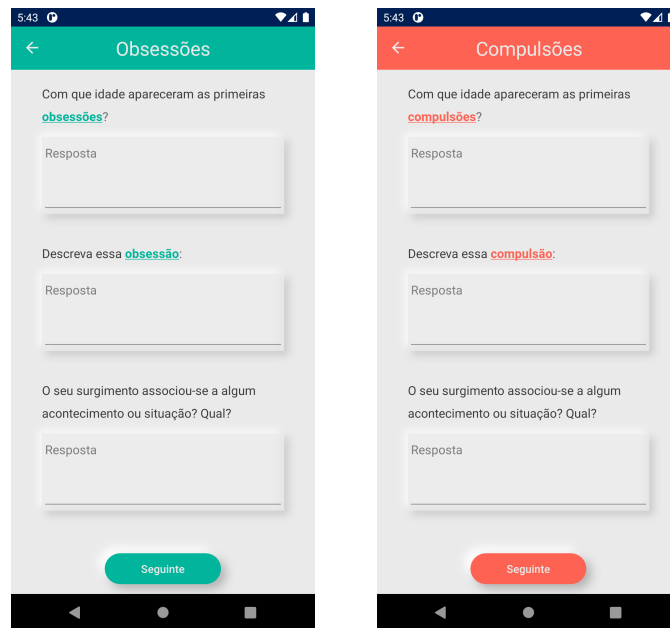 5:43
Obsessões
Com que idade apareceram as primeiras
obsessões?
Resposta
Descreva essa obsessão:
Resposta
O seu surgimento associou-se a algum
acontecimento ou situação? Qual?
Resposta
Seguinte
5:43
Compulsões
Com que idade apareceram as primeiras
compulsões?
Resposta
Descreva essa compulsão:
Resposta
O seu surgimento associou-se a algum
acontecimento ou situação? Qual?
Resposta
Seguinte